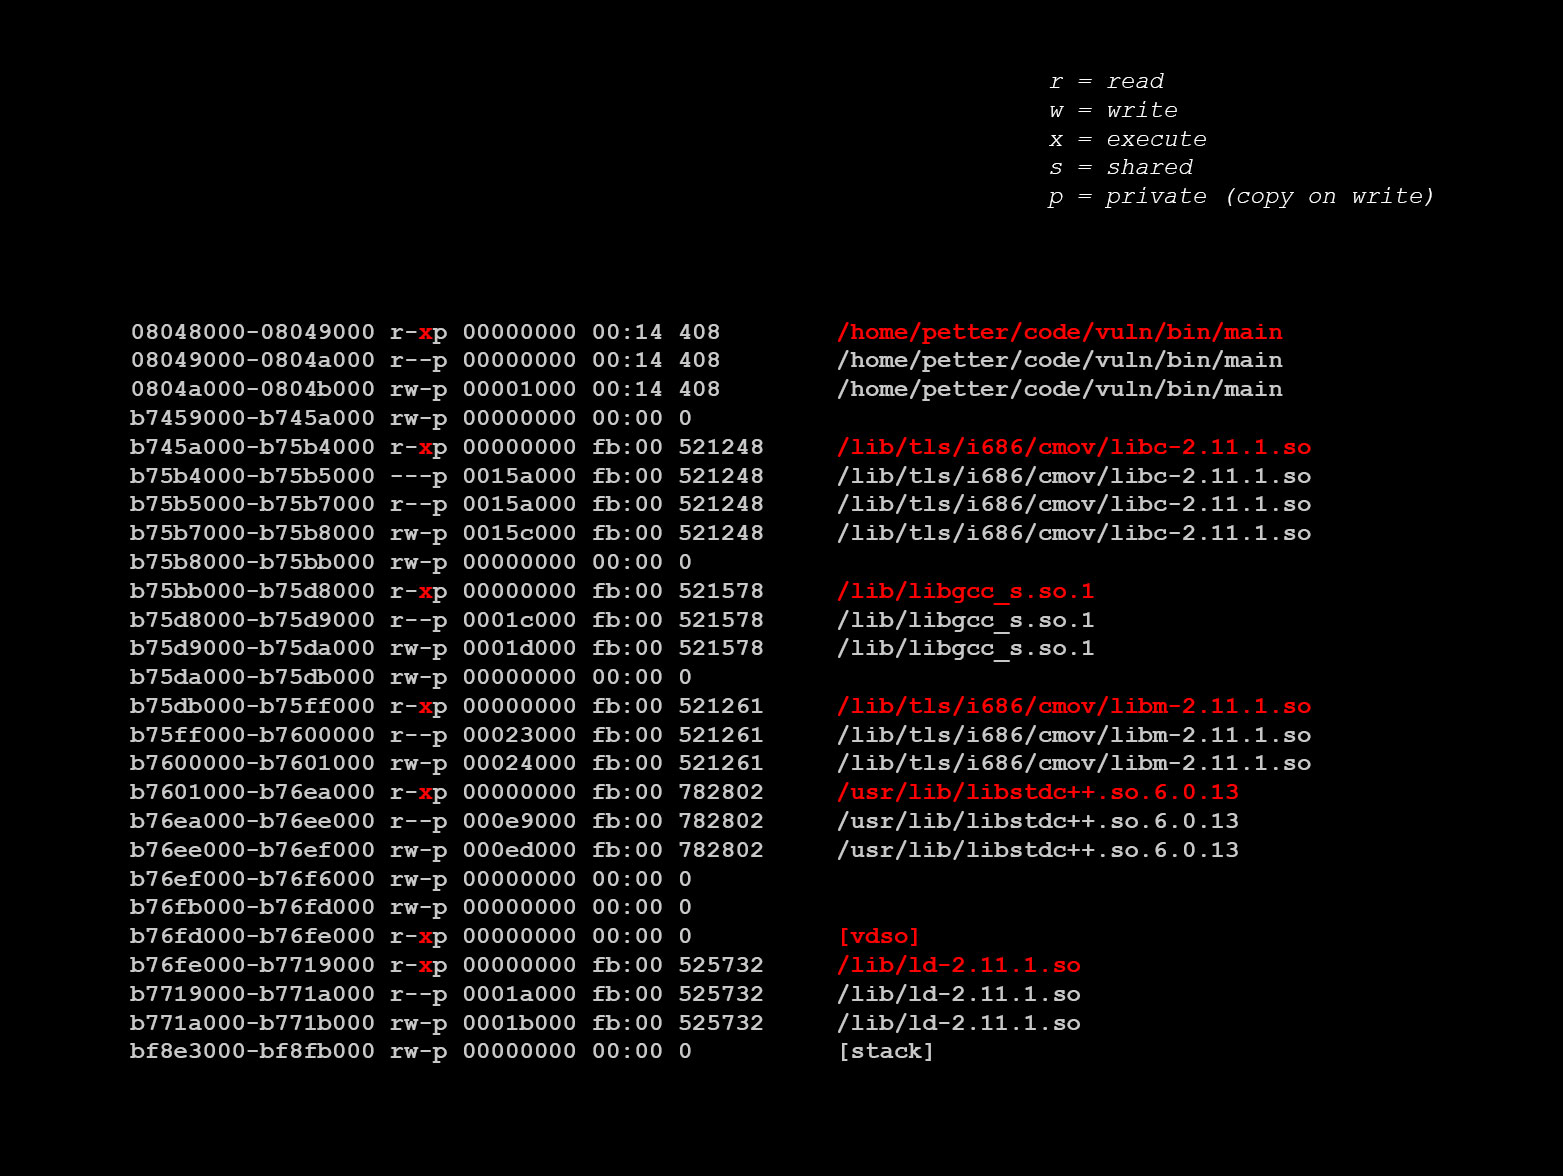 r = read
w = write
x = execute
s = shared
p = private (copy on write)
08048000-08049000 r-xp 00000000 00:14 408 /home/petter/code/vuln/bin/main
08049000-0804a000 r--p 00000000 00:14 408 /home/petter/code/vuln/bin/main
0804a000-0804b000 rw-p 00001000 00:14 408 /home/petter/code/vuln/bin/main
b7459000-b745a000 rw-p 00000000 00:00 0
b745a000-b75b4000 r-xp 00000000 fb:00 521248 /lib/tls/i686/cmov/libc-2.11.1.so
b75b4000-b75b5000 ---p 0015a000 fb:00 521248 /lib/tls/i686/cmov/libc-2.11.1.so
b75b5000-b75b7000 r--p 0015a000 fb:00 521248 /lib/tls/i686/cmov/libc-2.11.1.so
b75b7000-b75b8000 rw-p 0015c000 fb:00 521248 /lib/tls/i686/cmov/libc-2.11.1.so
b75b8000-b75bb000 rw-p 00000000 00:00 0
b75bb000-b75d8000 r-xp 00000000 fb:00 521578 /lib/libgcc_s.so.1
b75d8000-b75d9000 r--p 0001c000 fb:00 521578 /lib/libgcc_s.so.1
b75d9000-b75da000 rw-p 0001d000 fb:00 521578 /lib/libgcc_s.so.1
b75da000-b75db000 rw-p 00000000 00:00 0
b75db000-b75ff000 r-xp 00000000 fb:00 521261 /lib/tls/i686/cmov/libm-2.11.1.so
b75ff000-b7600000 r--p 00023000 fb:00 521261 /lib/tls/i686/cmov/libm-2.11.1.so
b7600000-b7601000 rw-p 00024000 fb:00 521261 /lib/tls/i686/cmov/libm-2.11.1.so
b7601000-b76ea000 r-xp 00000000 fb:00 782802 /usr/lib/libstdc++.so.6.0.13
b76ea000-b76ee000 r--p 000e9000 fb:00 782802 /usr/lib/libstdc++.so.6.0.13
b76ee000-b76ef000 rw-p 000ed000 fb:00 782802 /usr/lib/libstdc++.so.6.0.13
b76ef000-b76f6000 rw-p 00000000 00:00 0
b76fb000-b76fd000 rw-p 00000000 00:00 0
b76fd000-b76fe000 r-xp 00000000 00:00 0 [vdso]
b76fe000-b7719000 r-xp 00000000 fb:00 525732 /lib/ld-2.11.1.so
b7719000-b771a000 r--p 0001a000 fb:00 525732 /lib/ld-2.11.1.so
b771a000-b771b000 rw-p 0001b000 fb:00 525732 /lib/ld-2.11.1.so
bf8e3000-bf8fb000 rw-p 00000000 00:00 0 [stack]